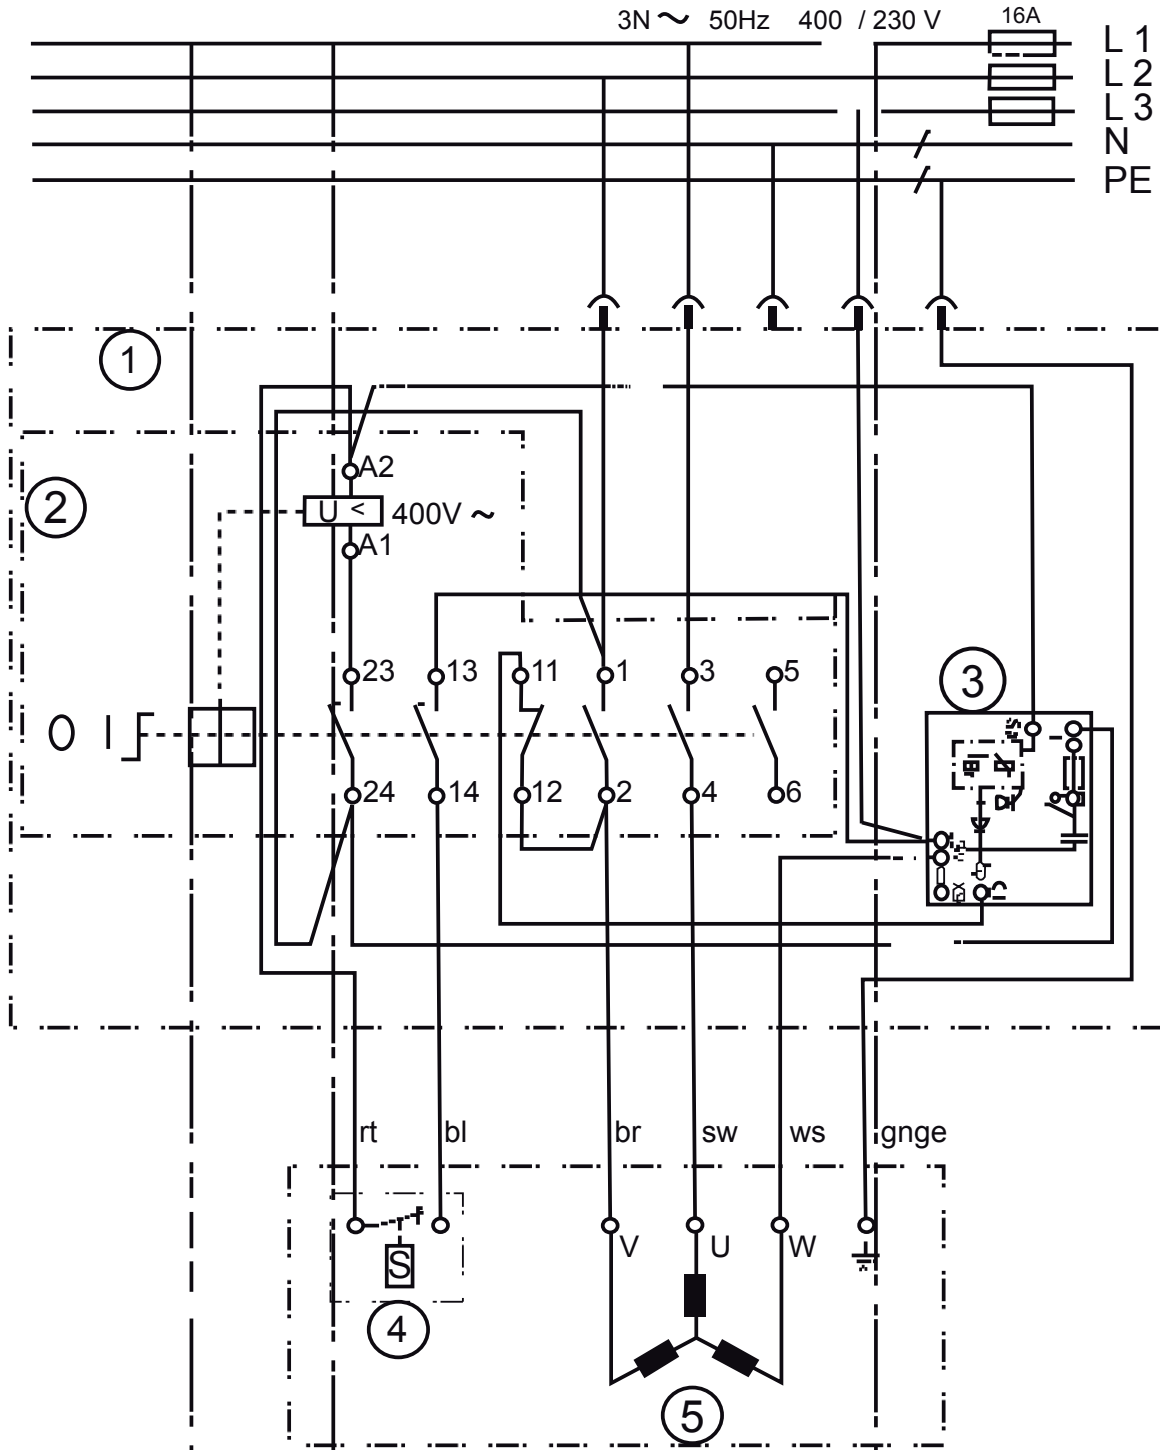 3N ~ 50Hz 400 / 230 V 16A
L 1
L 2
L 3
N
PE
1
A2
2
U < 400V ~
A1
23 13 11 1 3 5
3
0 I
24 14 12 2 4 6
rt bl br sw ws gnge
V U W
S
4
5